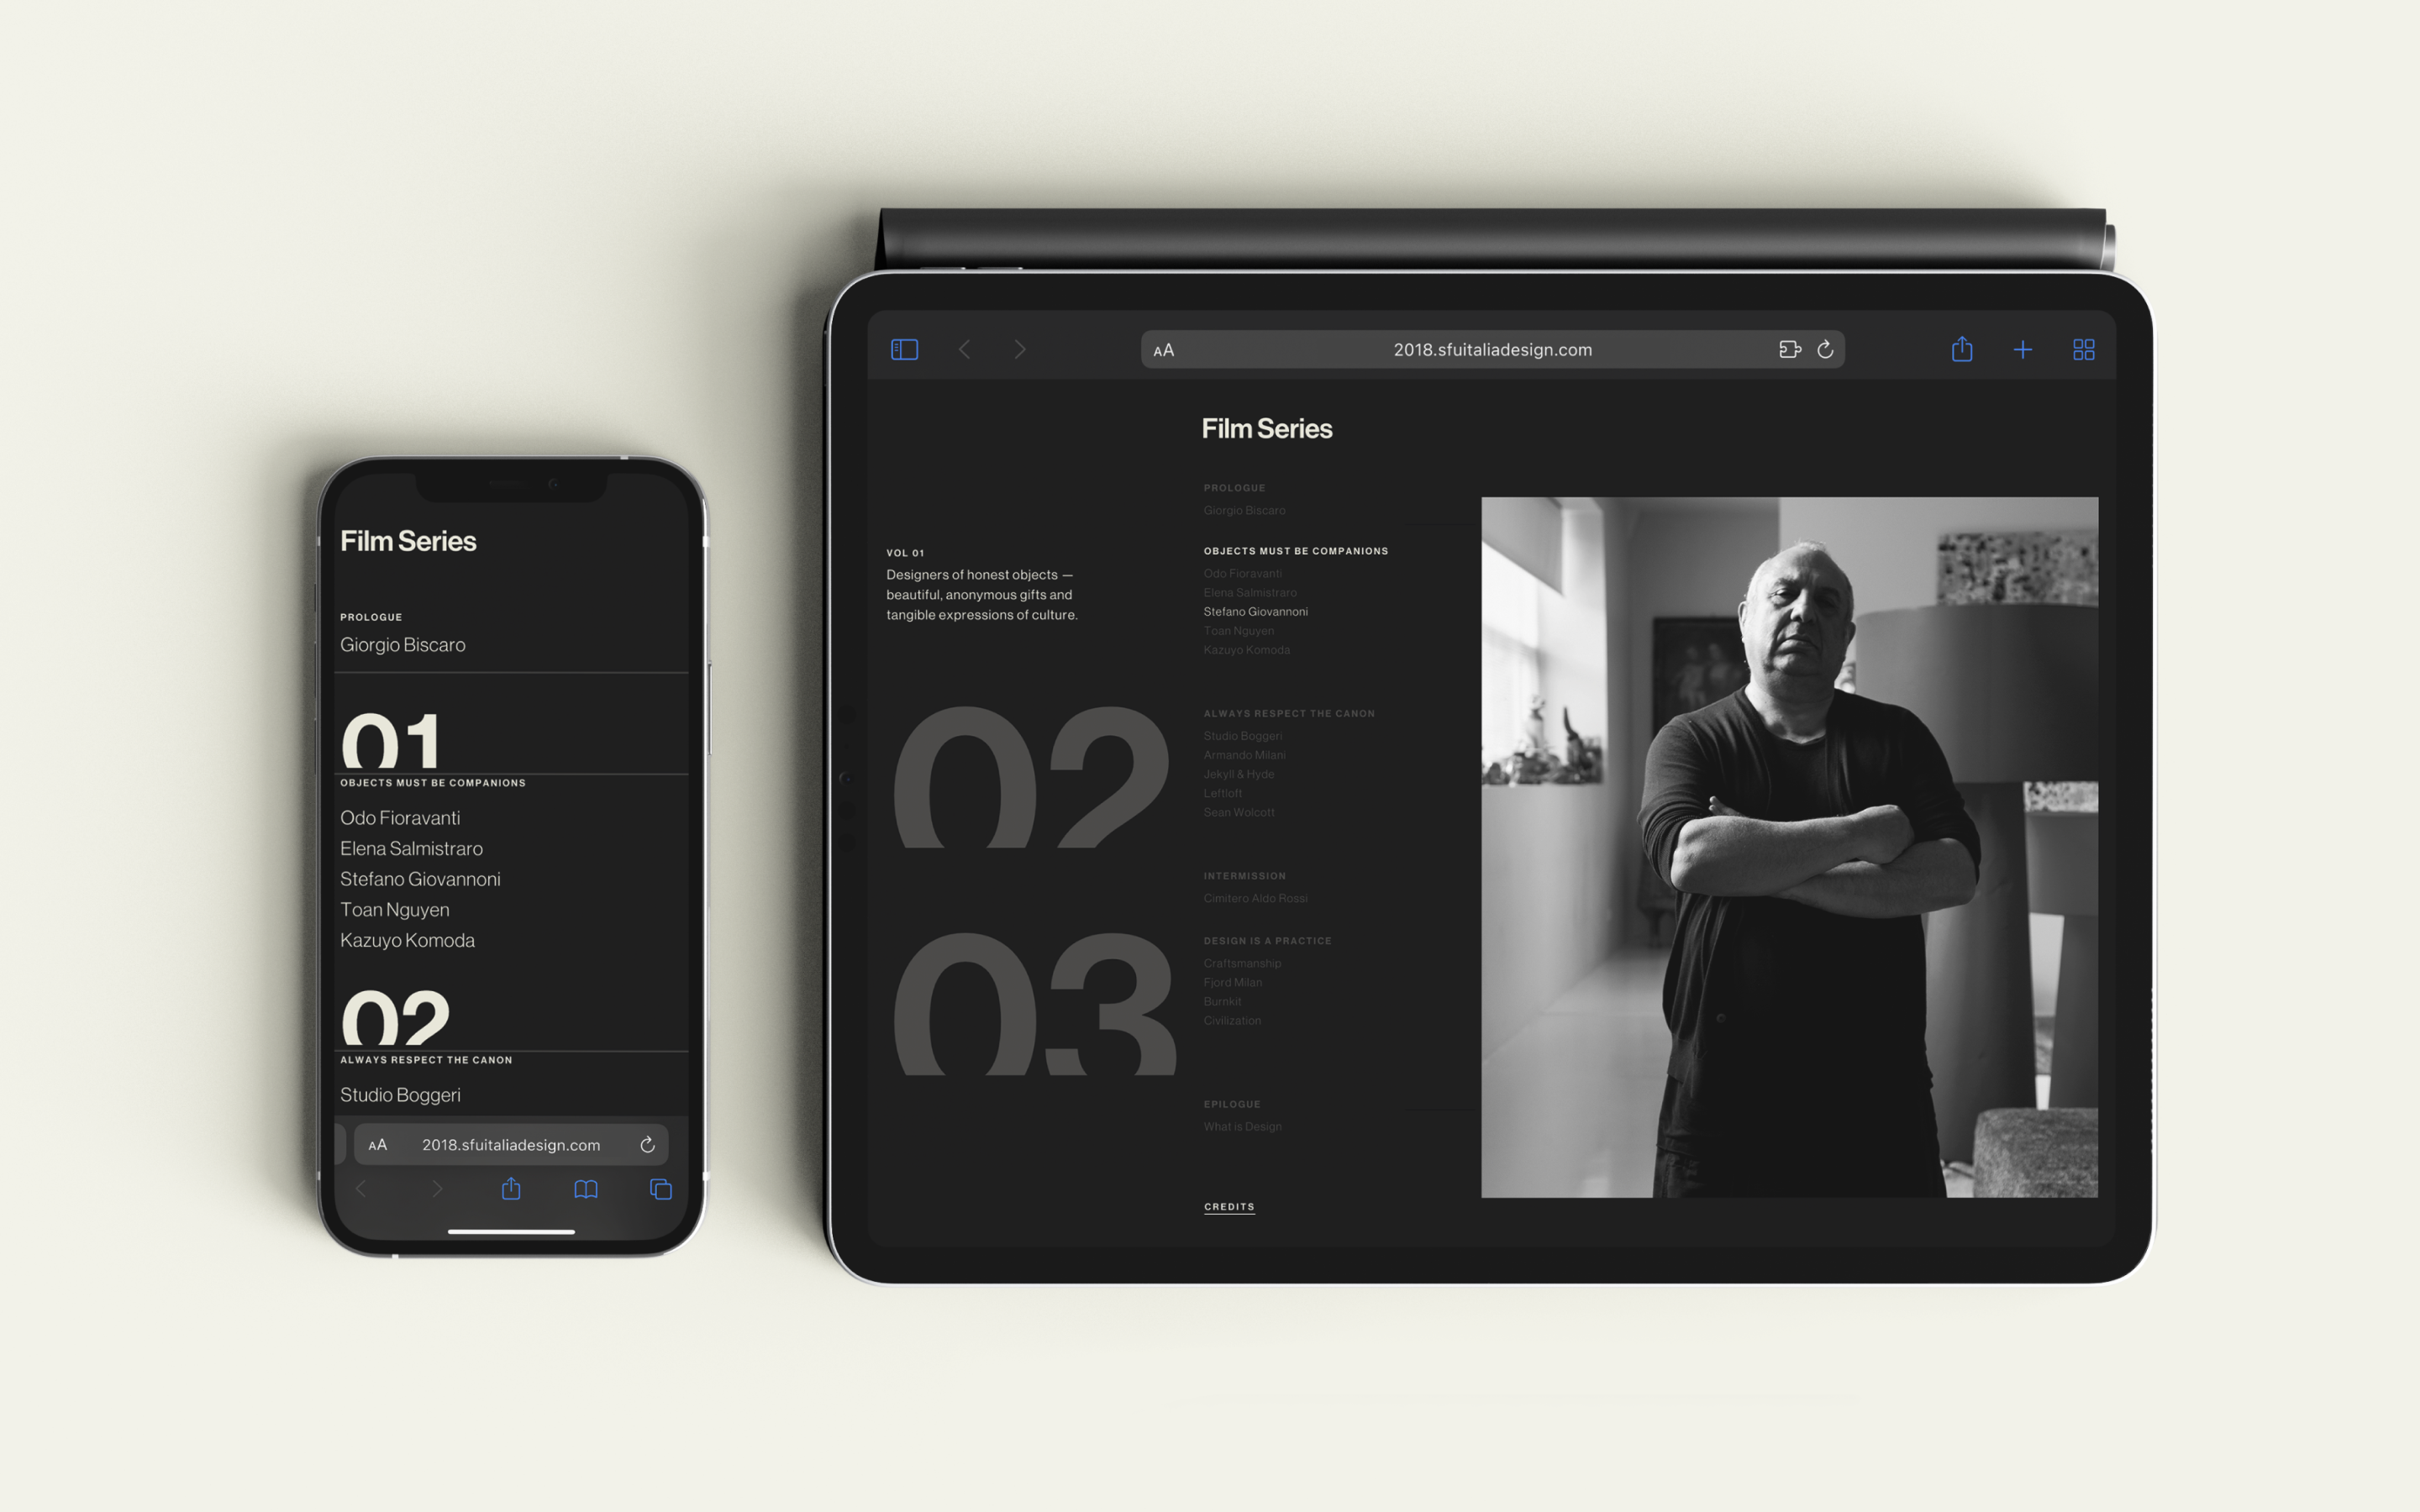 Film Series
PROLOGUE
Giorgio Biscaro
01
OBJECTS MUST BE COMPANIONS
Odo Fioravanti
Elena Salmistraro
Stefano Giovannoni
Toan Nguyen
Kazuyo Komoda
02
ALWAYS RESPECT THE CANON
Studio Boggeri
AA 2018.sfuitaliadesign.com
AA 2018.sfuitaliadesign.com
Film Series
VOL 01
Designers of honest objects —
beautiful, anonymous gifts and
tangible expressions of culture.
02
03
PROLOGUE
Giorgio Biscaro
OBJECTS MUST BE COMPANIONS
Odo Fioravanti
Elena Salmistraro
Stefano Giovannoni
Toan Nguyen
Kazuyo Komoda
ALWAYS RESPECT THE CANON
Studio Boggeri
Armando Milani
Jekyll & Hyde
Leftloft
Sean Wolcott
INTERMISSION
Cimitero Aldo Rossi
DESIGN IS A PRACTICE
Craftsmanship
Fjord Milan
Burnkit
Civilization
EPILOGUE
What is Design
CREDITS